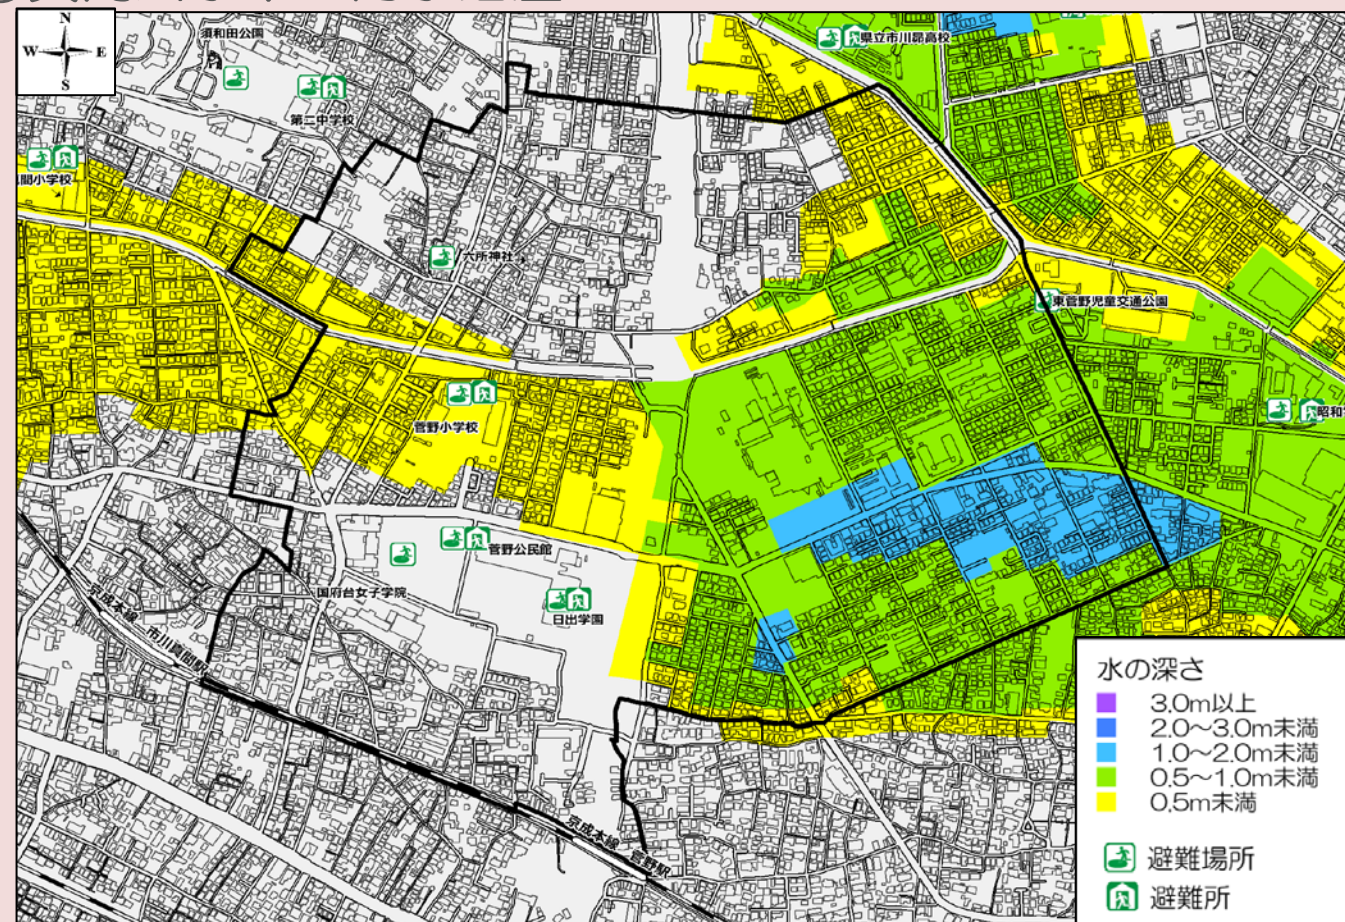 N
W E
S
須和田公園
県立市川昴高校
第二中学校
間小学校
六所神社
東菅野児童交通公園
昭和
菅野小学校
菅野公民館
国府台女子学院
日出学園
京成本線 市川真間駅
京成本線 菅野駅
水の深さ
3.0m以上
2.0～3.0m未満
1.0～2.0m未満
0.5～1.0m未満
0.5m未満
避難場所
避難所